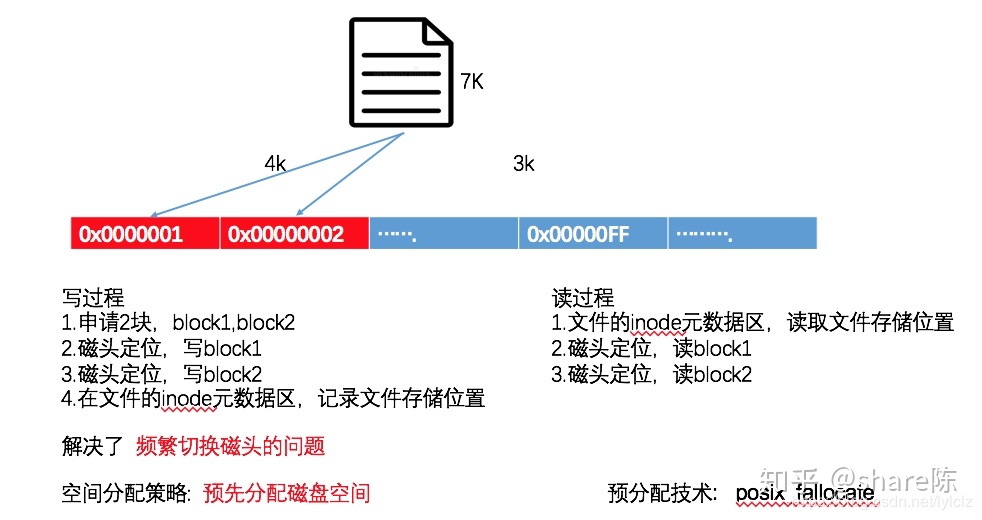 7K
4k
3k
0x0000001
0x00000002
…….
0x00000FF
……….
写过程
1.申请2块，block1,block2
2.磁头定位，写block1
3.磁头定位，写block2
4.在文件的inode元数据区，记录文件存储位置
读过程
1.文件的inode元数据区，读取文件存储位置
2.磁头定位，读block1
3.磁头定位，读block2
解决了 频繁切换磁头的问题
空间分配策略: 预先分配磁盘空间
预分配技术: posix_fallocate
知乎 @share陈